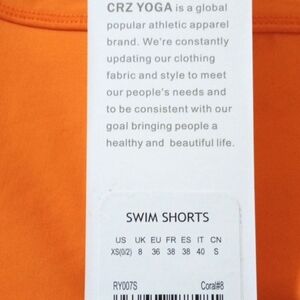 CRZ YOGA is a global
popular athletic apparel
brand. We're constantly
updating our clothing
fabric and style to meet
our people's needs and
to be consistent with our
goal bringing people a
healthy and beautiful life.
SWIM SHORTS
US UK EU FR ES IT CN
XS(0/2) 8 36 38 38 40 S
RY007S Coral#8